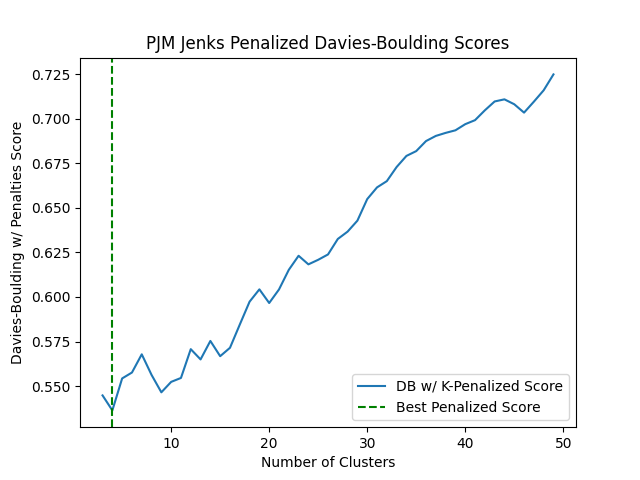 PJM Jenks Penalized Davies-Boulding Scores
Davies-Boulding w/ Penalties Score
0.725
0.700
0.675
0.650
0.625
0.600
0.575
0.550
DB w/ K-Penalized Score
Best Penalized Score
10
20
30
40
50
Number of Clusters